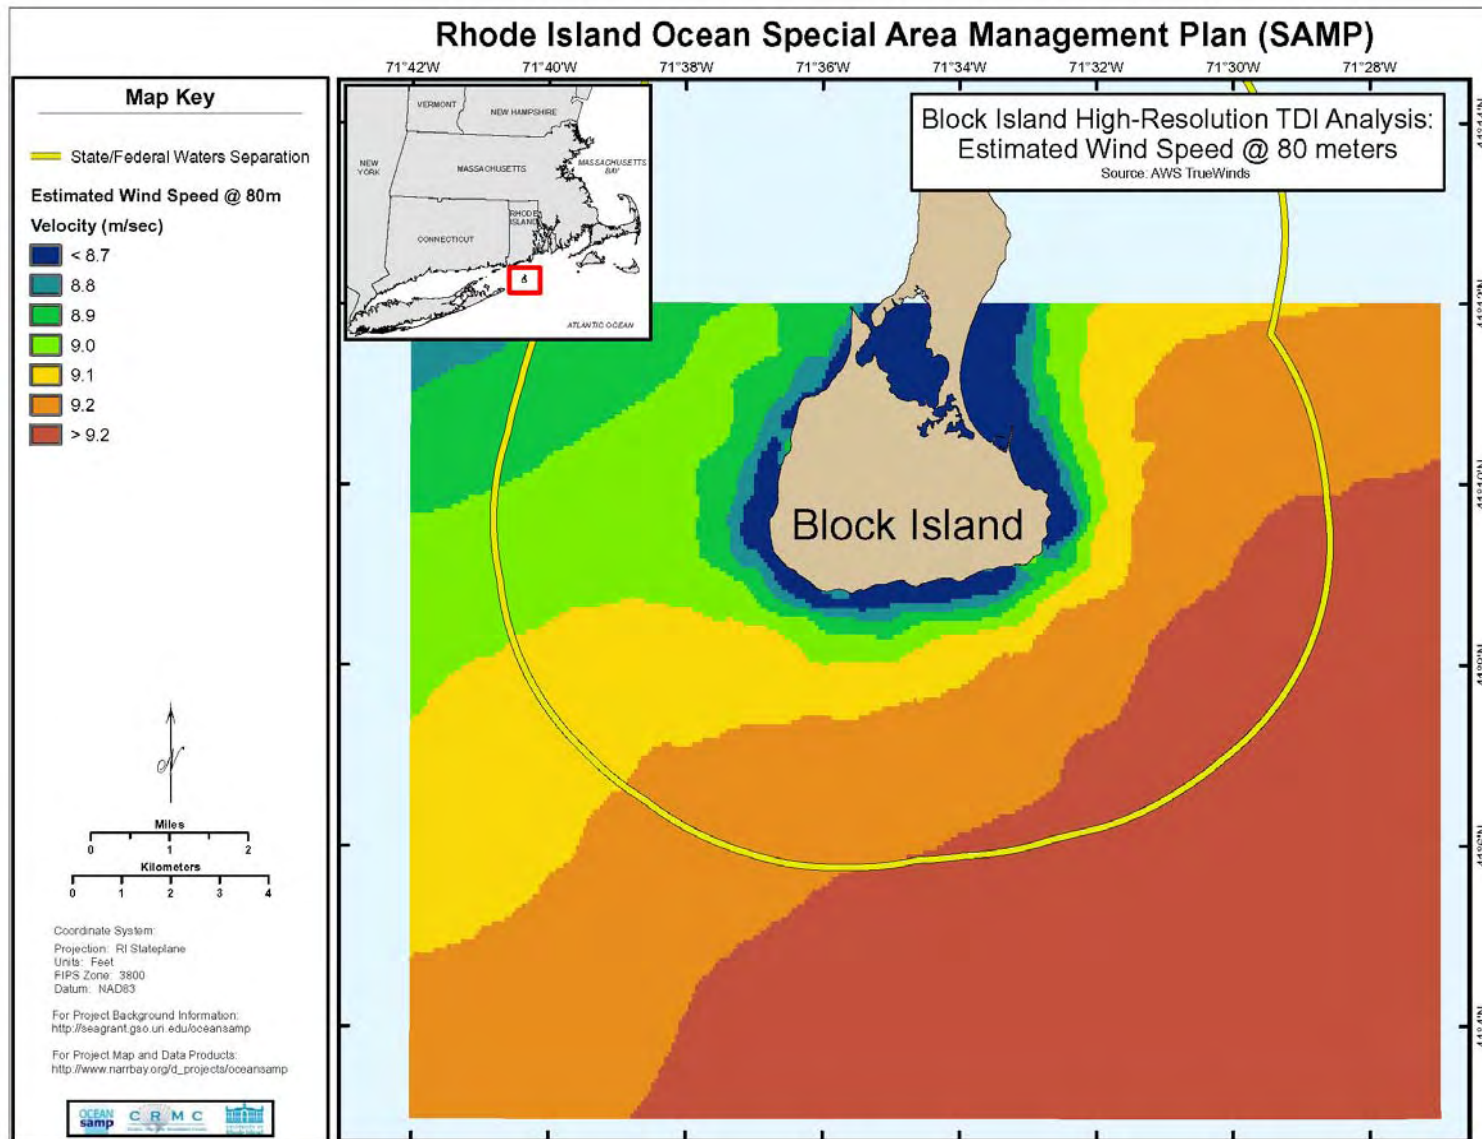 Rhode Island Ocean Special Area Management Plan (SAMP)
71°42'W 71°40'W 71°38'W 71°36'W 71°34'W 71°32'W 71°30'W 71°28'W
Map Key
State/Federal Waters Separation
Estimated Wind Speed @ 80m
Velocity (m/sec)
< 8.7
8.8
8.9
9.0
9.1
9.2
> 9.2
Miles
0 1 2
Kilometers
0 1 2 3 4
Coordinate System:
Projection: RI Stateplane
Units: Feet
FIPS Zone: 3800
Datum: NAD83
For Project Background Information:
http://seagrant.gso.uri.edu/oceansamp
For Project Map and Data Products:
http://www.narrbay.org/d_projects/oceansamp
OCEAN
samp
C R M C
VERMONT
NEW HAMPSHIRE
NEW
YORK
MASSACHUSETTS
MASSACHUSETTS
BAY
RHODE
ISLAND
CONNECTICUT
ATLANTIC OCEAN
Block Island High-Resolution TDI Analysis:
Estimated Wind Speed @ 80 meters
Source: AWS TrueWinds
Block Island